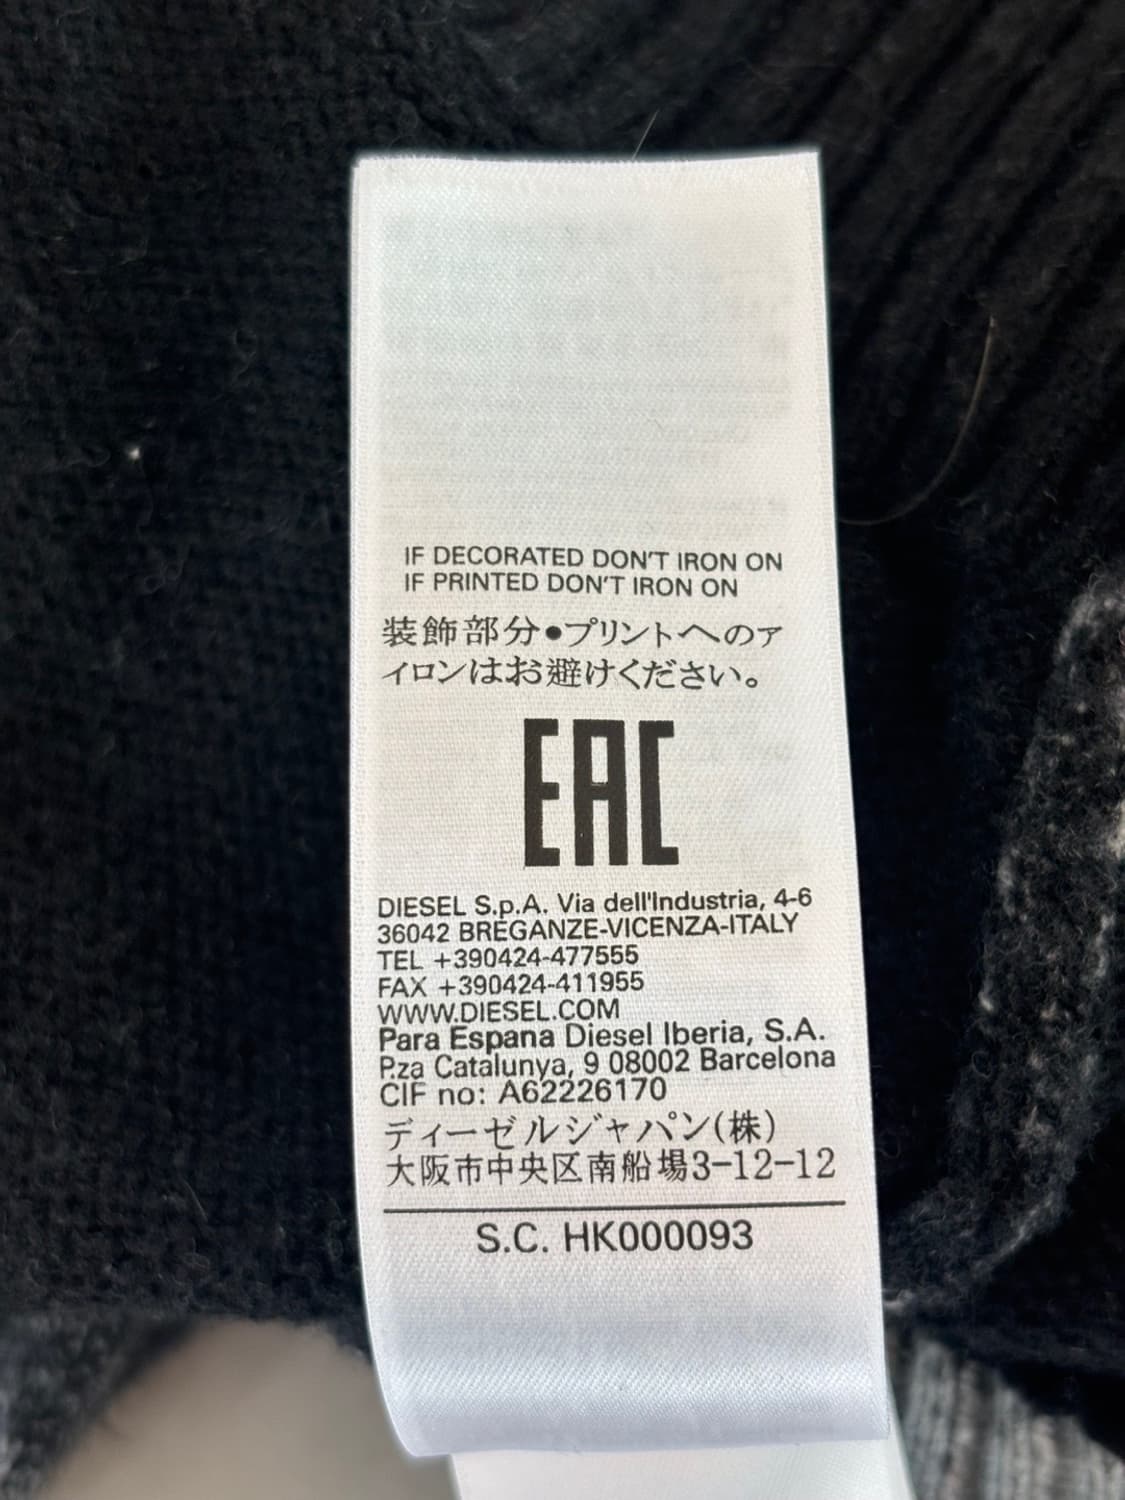 IF DECORATED DON'T IRON ON
IF PRINTED DON'T IRON ON
装飾部分●プリントへのア
イロンはお避けください。
EAC
DIESEL S.p.A. Via dell'Industria, 4-6
36042 BREGANZE-VICENZA-ITALY
TEL +390424-477555
FAX +390424-411955
WWW.DIESEL.COM
Para Espana Diesel Iberia, S.A.
P.za Catalunya, 9 08002 Barcelona
CIF no: A62226170
ディーゼルジャパン(株)
大阪市中央区南船場3-12-12
S.C. HK000093